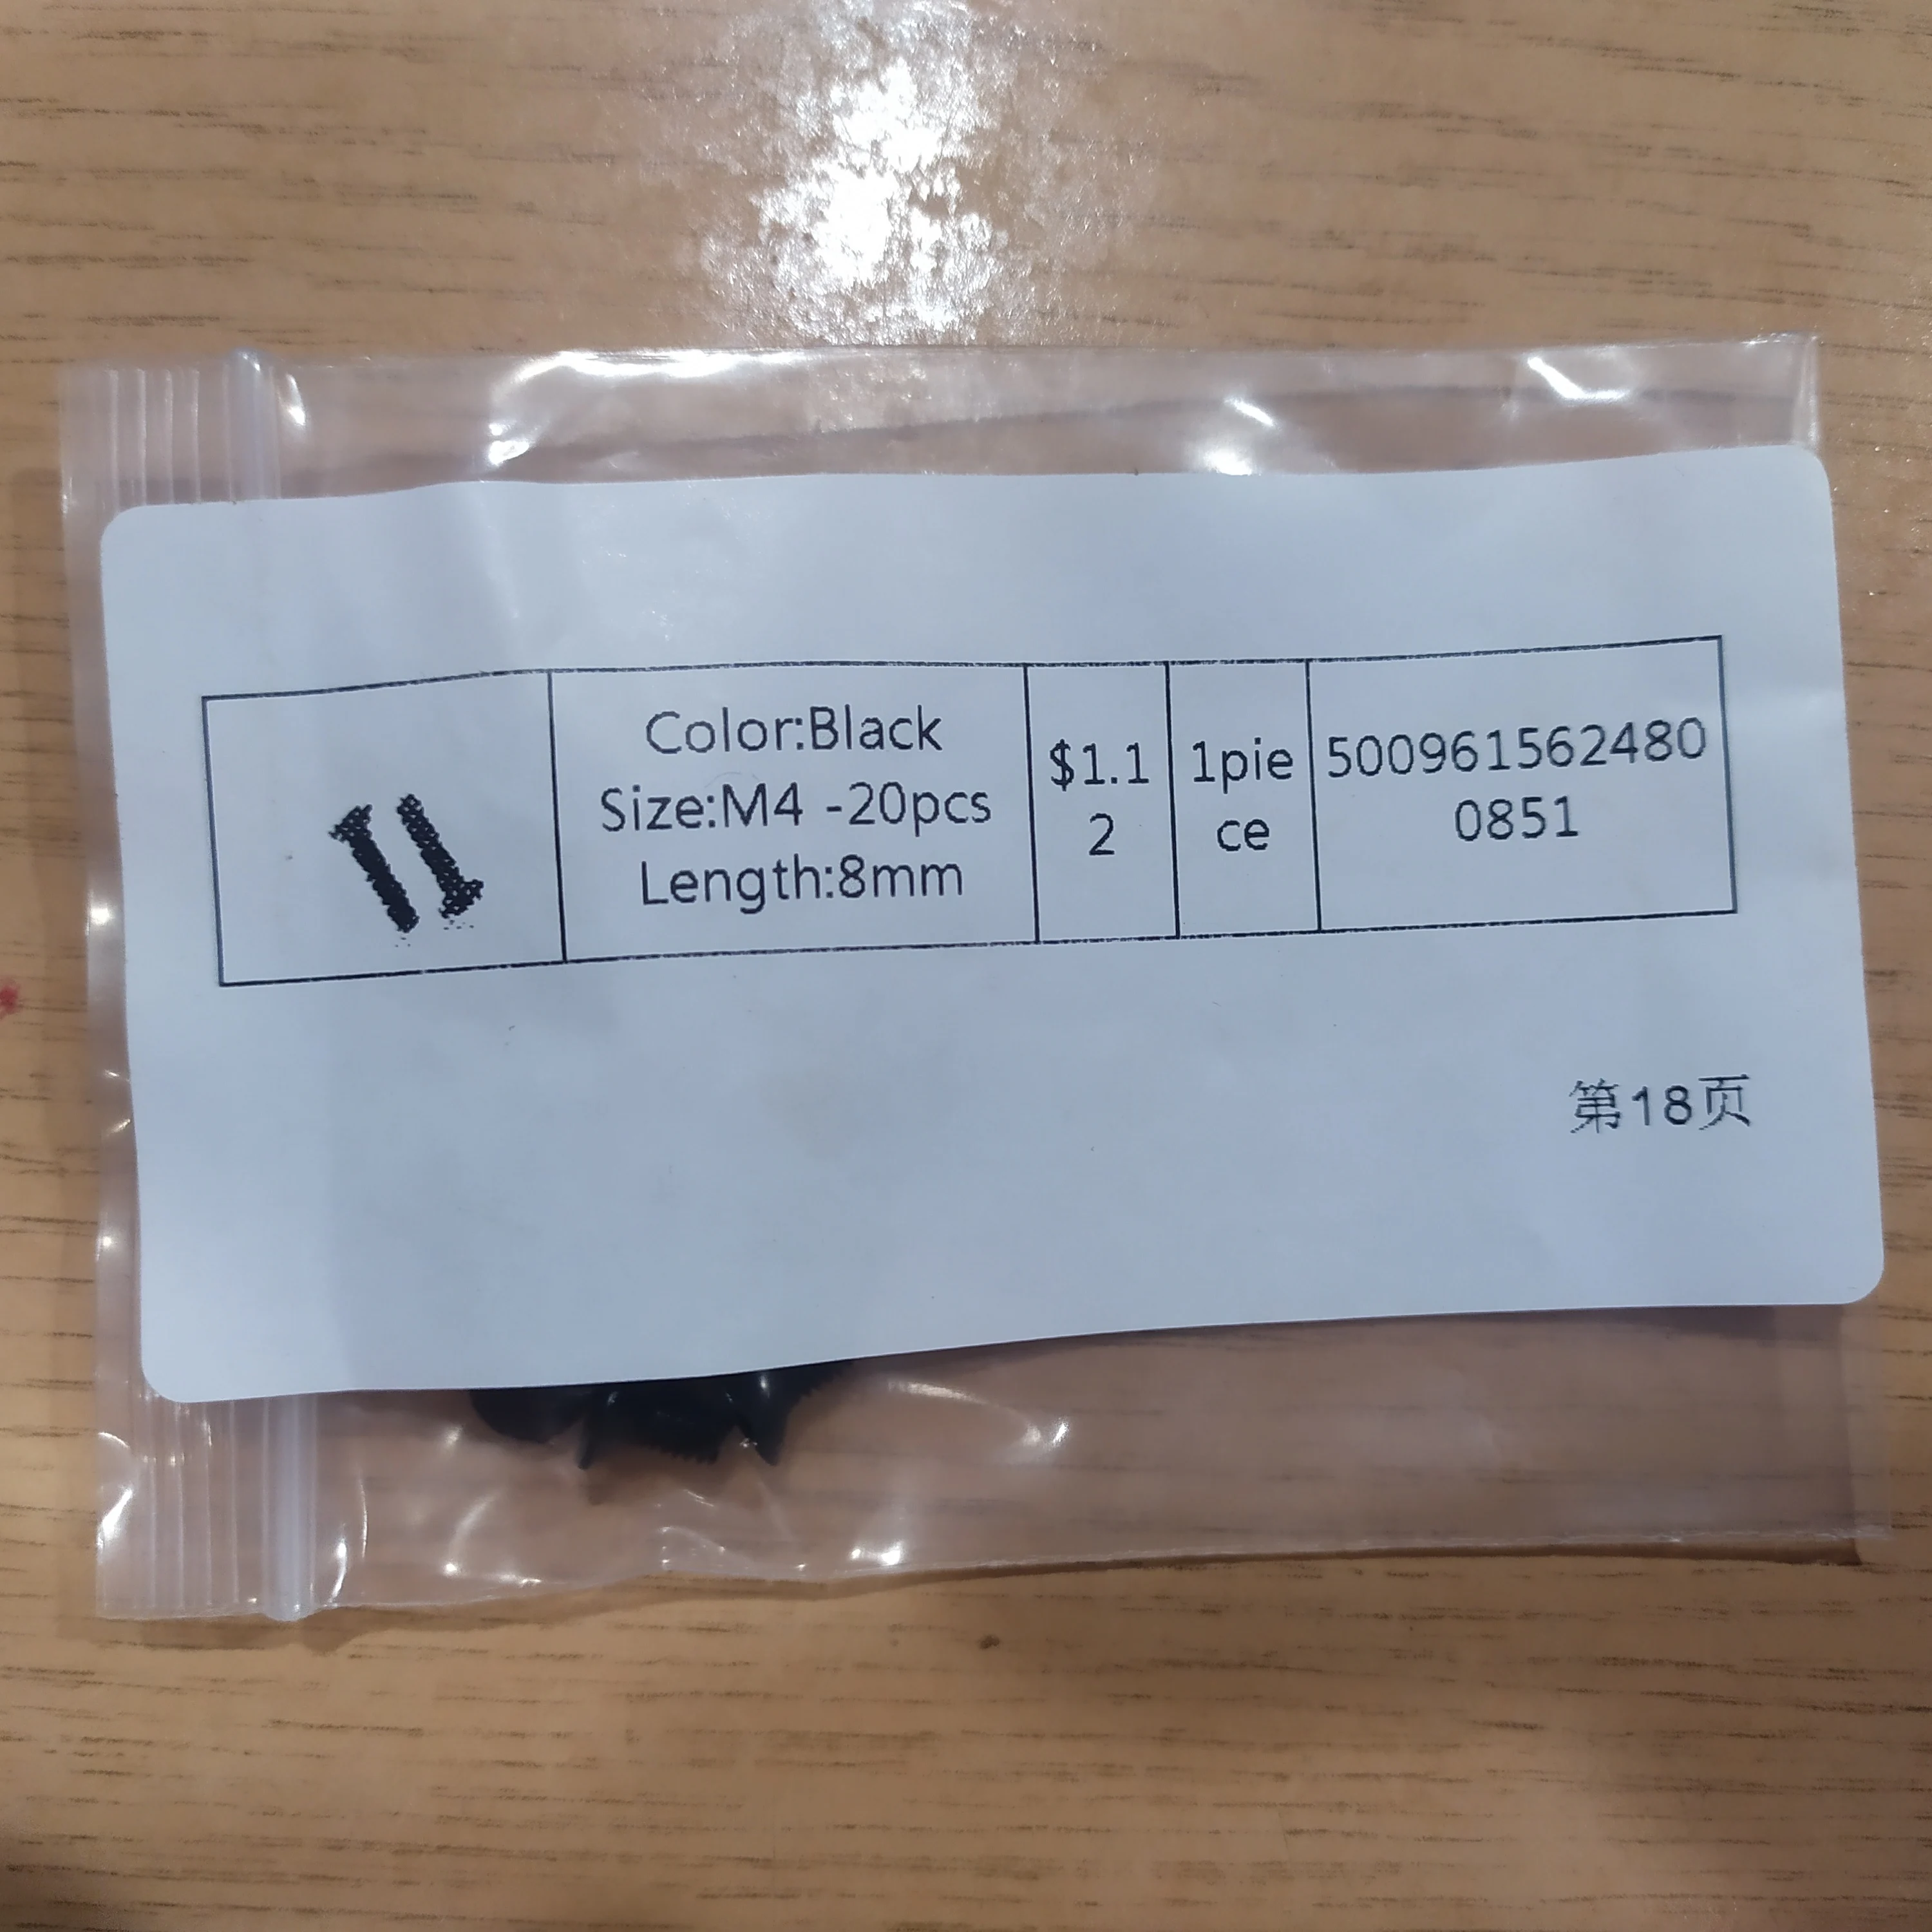 Color:Black
Size:M4 -20pcs
Length:8mm
$1.1
2
1pie
ce
500961562480
0851
第18页